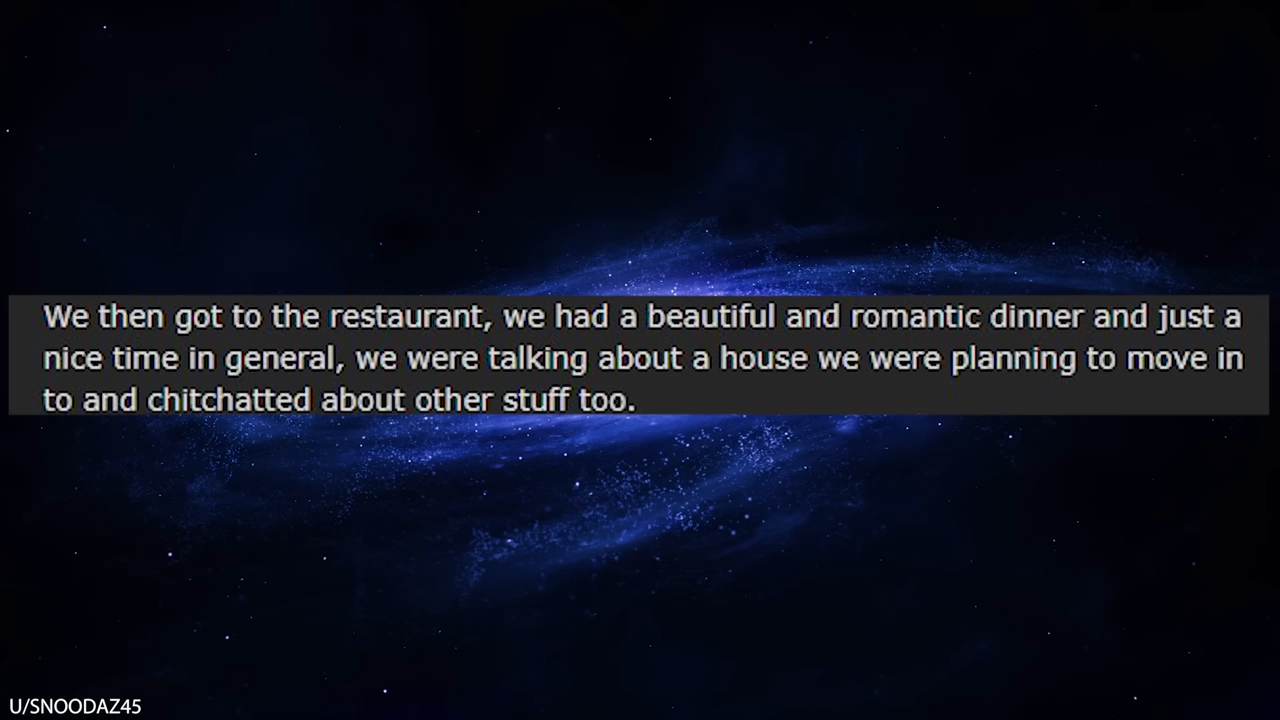 We then got to the restaurant, we had a beautiful and romantic dinner and just a
nice time in general, we were talking about a house we were planning to move in
to and chitchatted about other stuff too.
U/SNOODAZ45